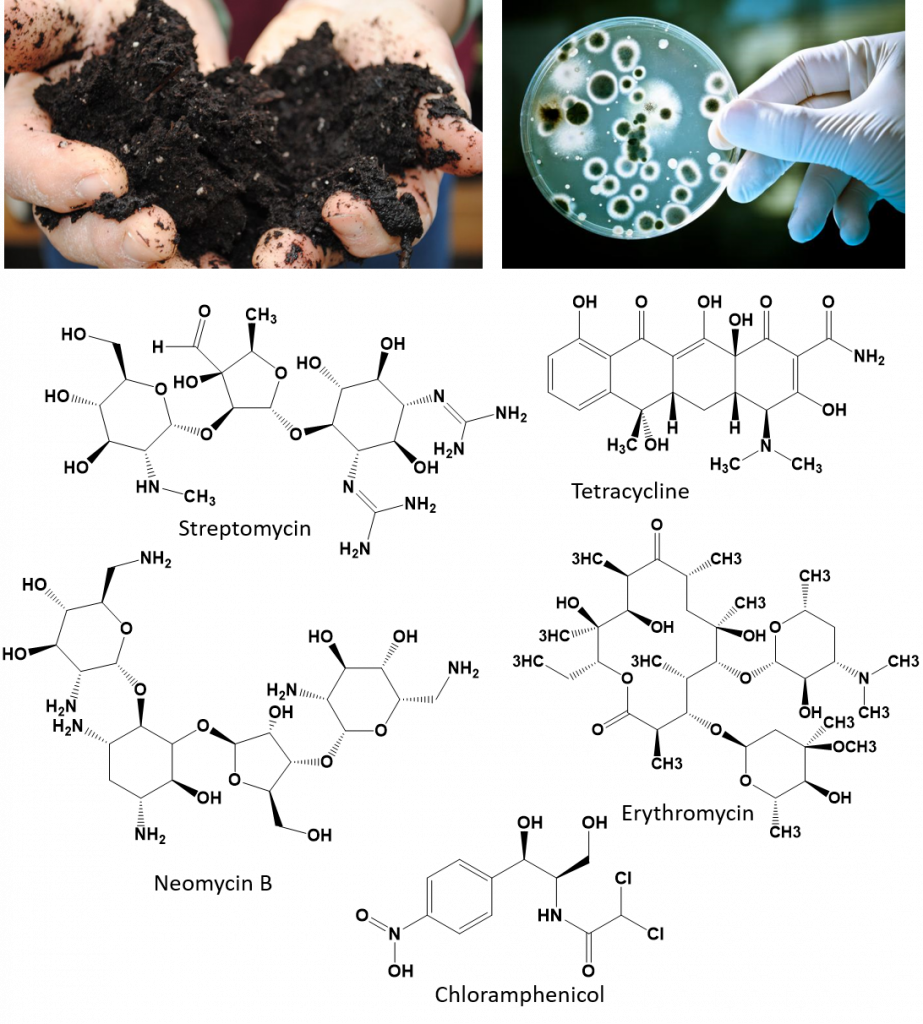 HO
O
H
CH3
HO
O
HO
HO
HN
CH3
O
HO
O
O
HO
OH
N
NH2
H2N
OH
N
NH2
H2N
Streptomycin
OH
O
OH
OH
O
O
NH2
OH
H3C
OH
H
H
N
H3C
CH3
Tetracycline
NH2
HO
O
HO
H2N
O
H2N
NH2
OH
O
OH
O
OH
O
HO
OH
H2N
O
NH2
Neomycin B
O
3HC
CH3
HO
3HC
OH
CH3
OH
3HC
3HC
O
O
CH3
O
O
CH3
OH
N
CH3
CH3
O
O
CH3
OCH3
OH
CH3
Erythromycin
OH
OH
Cl
HN
Cl
O
O
N
OH
Chloramphenicol